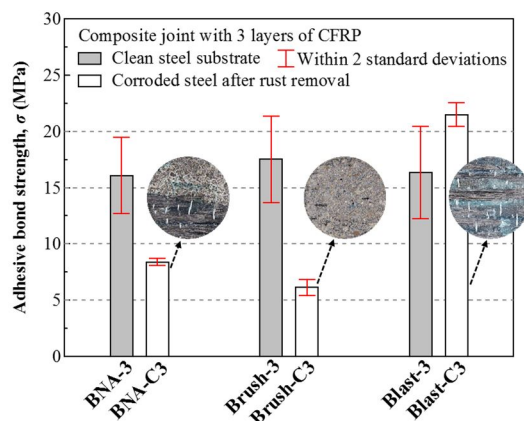 Composite joint with 3 layers of CFRP
Clean steel substrate
Within 2 standard deviations
Corroded steel after rust removal
Adhesive bond strength, σ (MPa)
30
25
20
15
10
5
0
BNA-3
BNA-C3
Brush-3
Brush-C3
Blast-3
Blast-C3